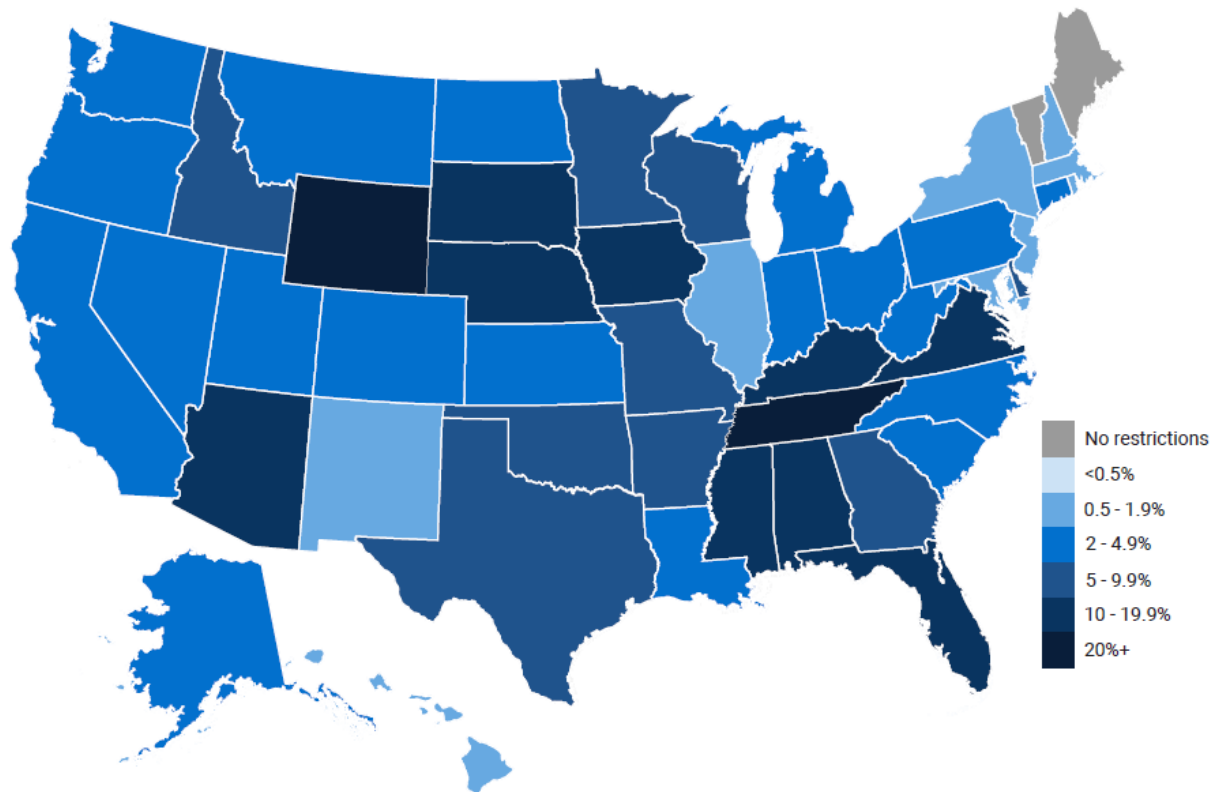 No restrictions
<0.5%
0.5 - 1.9%
2 - 4.9%
5 - 9.9%
10 - 19.9%
20%+